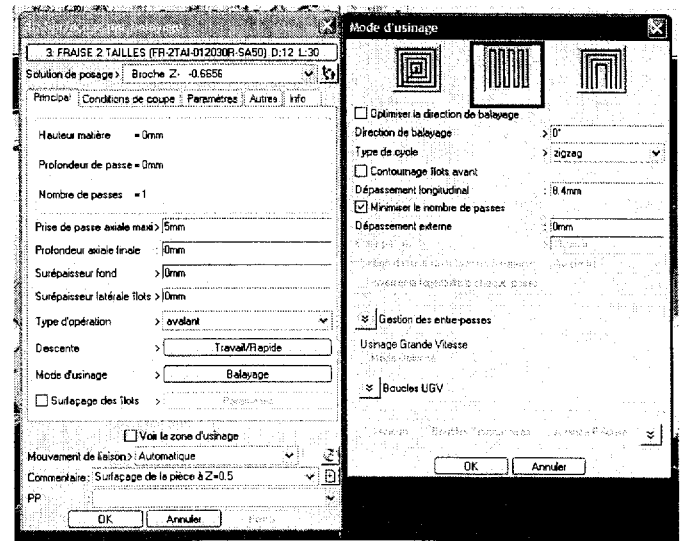 3: FRAISE 2 TAILLES (FR-2TAI-012030R-SA50) D:12 L:30
Solution de posage > Broche Z- -0.6656
Principal Conditions de coupe Paramètres Autres Info
Hauteur matière = 0mm
Profondeur de passe = 0mm
Nombre de passes = 1
Prise de passe axiale maxi > 5mm
Profondeur axiale finale : 0mm
Surépaisseur fond > 0mm
Surépaisseur latérale îlots > 0mm
Type d'opération > avalant
Descente > Travail/Rapide
Mode d'usinage > Balayage
Surfaçage des îlots >
Voir la zone d'usinage
Mouvement de liaison > Automatique
Commentaire : Surfaçage de la pièce à Z=0.5
PP
OK Annuler
Mode d'usinage
Optimiser la direction de balayage
Direction de balayage > 0°
Type de cycle > zigzag
Contournage îlots avant
Dépassement longitudinal : 8.4mm
Minimiser le nombre de passes
Dépassement externe : 0mm
Gestion des entre-passes
Usinage Grande Vitesse
Boucles UGV
OK Annuler